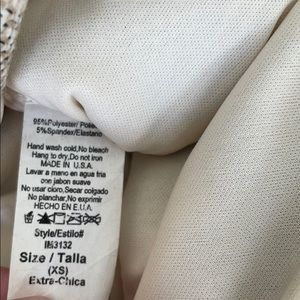 95%Polyester/
5%Spandex/Elastano
Hand wash cold,No bleach
Hang to dry,Do not iron
MADE IN U.S.A.
Lavar a mano en agua fria
con jabon suave
No usar cloro,Secar colgado
No planchar,No exprimir
HECHO EN E.U.A.
Style/Estilo#
3132
Size / Talla
(XS)
Extra-Chica